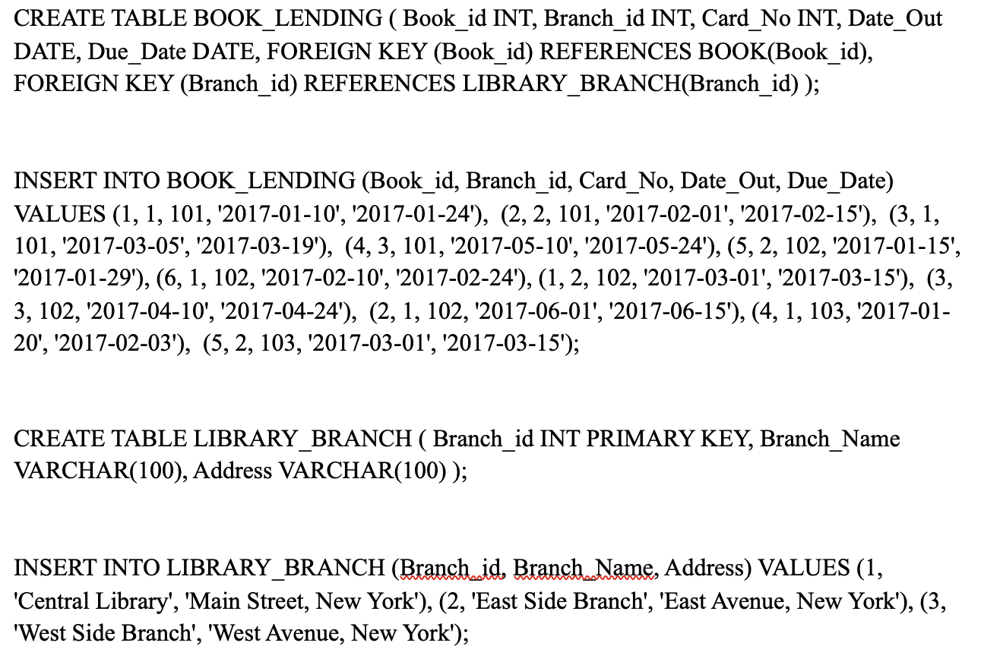 CREATE TABLE BOOK_LENDING ( Book_id INT, Branch_id INT, Card_No INT, Date_Out
DATE, Due_Date DATE, FOREIGN KEY (Book_id) REFERENCES BOOK(Book_id),
FOREIGN KEY (Branch_id) REFERENCES LIBRARY_BRANCH(Branch_id) );
INSERT INTO BOOK_LENDING (Book_id, Branch_id, Card_No, Date_Out, Due_Date)
VALUES (1, 1, 101, '2017-01-10', '2017-01-24'),  (2, 2, 101, '2017-02-01', '2017-02-15'),  (3, 1,
101, '2017-03-05', '2017-03-19'),  (4, 3, 101, '2017-05-10', '2017-05-24'), (5, 2, 102, '2017-01-15',
'2017-01-29'), (6, 1, 102, '2017-02-10', '2017-02-24'), (1, 2, 102, '2017-03-01', '2017-03-15'),  (3,
3, 102, '2017-04-10', '2017-04-24'),  (2, 1, 102, '2017-06-01', '2017-06-15'), (4, 1, 103, '2017-01-
20', '2017-02-03'),  (5, 2, 103, '2017-03-01', '2017-03-15');
CREATE TABLE LIBRARY_BRANCH ( Branch_id INT PRIMARY KEY, Branch_Name
VARCHAR(100), Address VARCHAR(100) );
INSERT INTO LIBRARY_BRANCH (Branch_id, Branch_Name, Address) VALUES (1,
'Central Library', 'Main Street, New York'), (2, 'East Side Branch', 'East Avenue, New York'), (3,
'West Side Branch', 'West Avenue, New York');